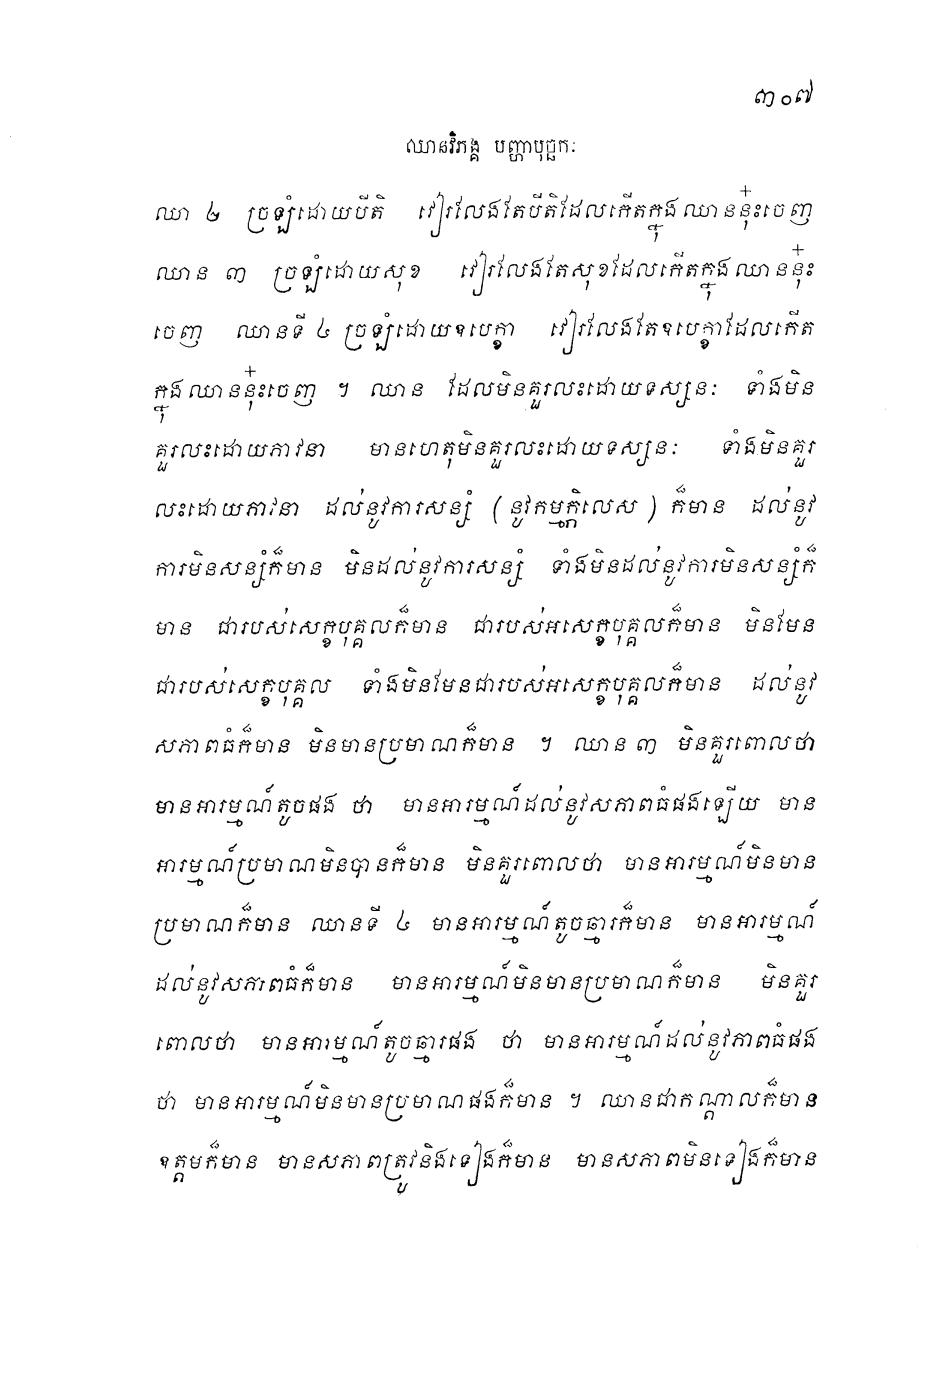 ៣០៧
ឈានវិភង្គ បញ្ហាបុច្ឆកៈ
ឈា ២ ច្រឡំដោយបីតិ វៀរលែងតែបីតិដែលកើតក្នុងឈាននុ៎ះចេញ
ឈាន ៣ ច្រឡំដោយសុខ វៀរលែងតែសុខដែលកើតក្នុងឈាននុ៎ះ
ចេញ ឈានទី ៤ ច្រឡំដោយឧបេក្ខា វៀរលែងតែឧបេក្ខាដែលកើត
ក្នុងឈាននុ៎ះចេញ ។ ឈាន ដែលមិនគួរលះដោយទស្សនៈ ទាំងមិន
គួរលះដោយភាវនា មានហេតុមិនគួរលះដោយទស្សនៈ ទាំងមិនគួរ
លះដោយភាវនា ដល់នូវការសន្សំ (នូវកម្មក្តិលេស) ក៏មាន ដល់នូវ
ការមិនសន្សំក៏មាន មិនដល់នូវការសន្សំ ទាំងមិនដល់នូវការមិនសន្សំក៏
មាន ជារបស់សេក្ខបុគ្គលក៏មាន ជារបស់អសេក្ខបុគ្គលក៏មាន មិនមែន
ជារបស់សេក្ខបុគ្គល ទាំងមិនមែនជារបស់អសេក្ខបុគ្គលក៏មាន ដល់នូវ
សភាពធំក៏មាន មិនមានប្រមាណក៏មាន ។ ឈាន ៣ មិនគួរពោលថា
មានអារម្មណ៍តូចផង ថា មានអារម្មណ៍ដល់នូវសភាពធំផងឡើយ មាន
អារម្មណ៍ប្រមាណមិនបានក៏មាន មិនគួរពោលថា មានអារម្មណ៍មិនមាន
ប្រមាណក៏មាន ឈានទី ៤ មានអារម្មណ៍តូចឆ្មារក៏មាន មានអារម្មណ៍
ដល់នូវសភាពធំក៏មាន មានអារម្មណ៍មិនមានប្រមាណក៏មាន មិនគួរ
ពោលថា មានអារម្មណ៍តូចឆ្មារផង ថា មានអារម្មណ៍ដល់នូវភាពធំផង
ថា មានអារម្មណ៍មិនមានប្រមាណផងក៏មាន ។ ឈានជាកណ្តាលក៏មាន
ឧត្តមក៏មាន មានសភាពត្រូវនិងទៀងក៏មាន មានសភាពមិនទៀងក៏មាន